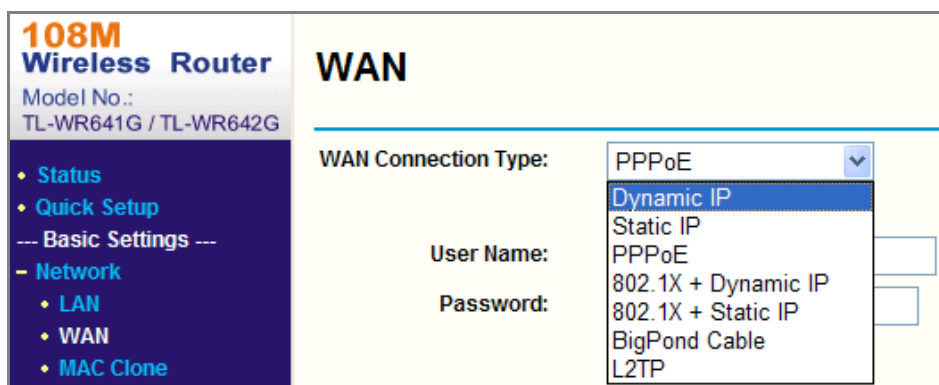 108M
Wireless Router
Model No.:
TL-WR641G / TL-WR642G
• Status
• Quick Setup
--- Basic Settings ---
– Network
• LAN
• WAN
• MAC Clone
WAN
WAN Connection Type: PPPoE
Dynamic IP
Static IP
PPPoE
802.1X + Dynamic IP
802.1X + Static IP
BigPond Cable
L2TP
User Name:
Password: